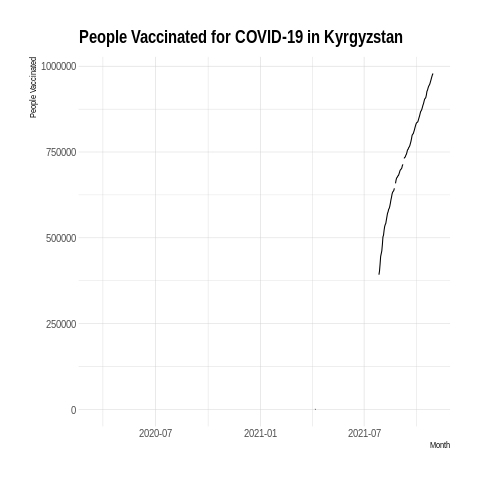 People Vaccinated for COVID-19 in Kyrgyzstan
People Vaccinated
1000000
750000
500000
250000
0
2020-07 2021-01 2021-07
Month